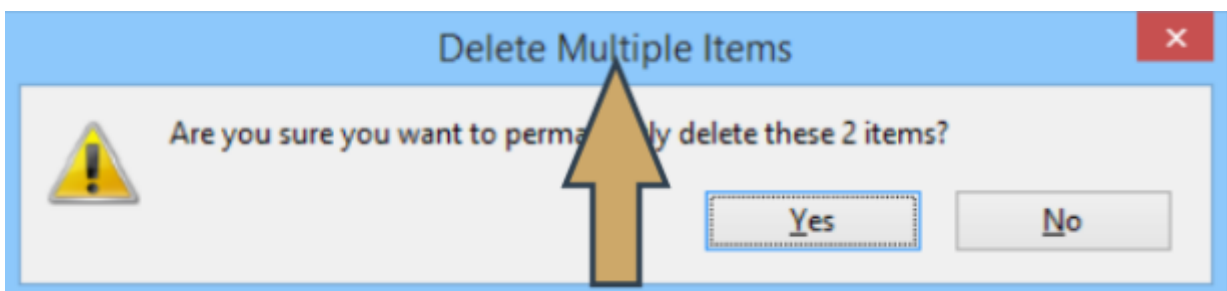 Delete Multiple Items
Are you sure you want to delete these 2 items?
Yes
No